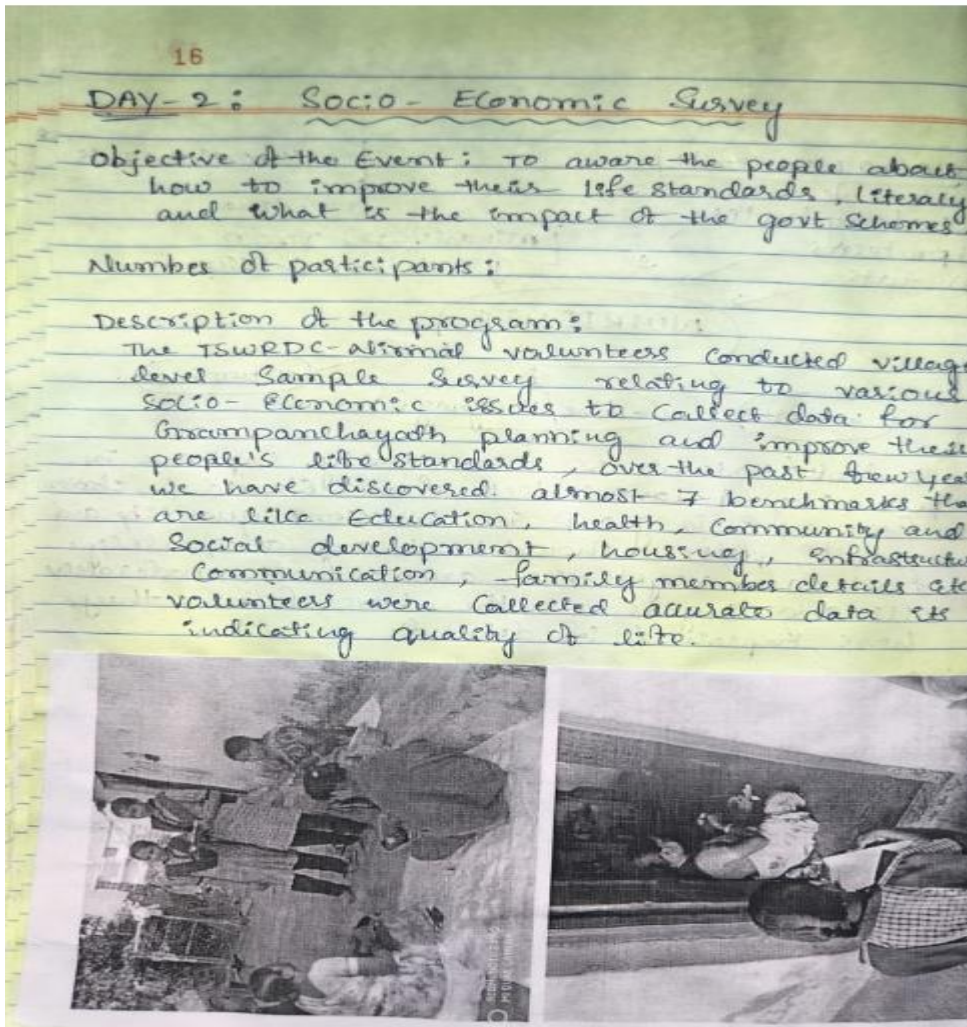 16
DAY-2: Socio-Economic Survey
Objective of the Event: To aware the people about
how to improve their life standards, literacy
and what is the impact of the govt schemes
Number of participants:
Description of the program:
The TSWRDC-Nirmal volunteers conducted villag
level Sample Survey relating to various
Socio-Economic issues to collect data for
Grampanchayath planning and improve these
people's life standards, over the past few yea
we have discovered almost 7 benchmarks tha
are like Education, health, Community and
Social development, housing, infrastructu
Communication, family member details etc
volunteers were Collected accurate data its
indicating quality of life.